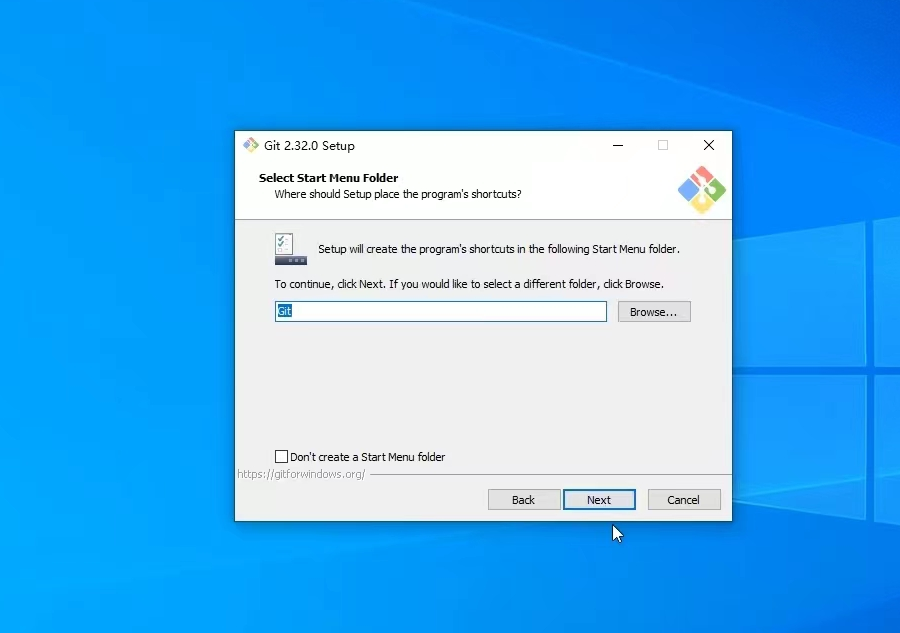 Git 2.32.0 Setup
Select Start Menu Folder
Where should Setup place the program's shortcuts?
Setup will create the program's shortcuts in the following Start Menu folder.
To continue, click Next. If you would like to select a different folder, click Browse.
Git
Browse...
Don't create a Start Menu folder
https://gitforwindows.org/
Back
Next
Cancel